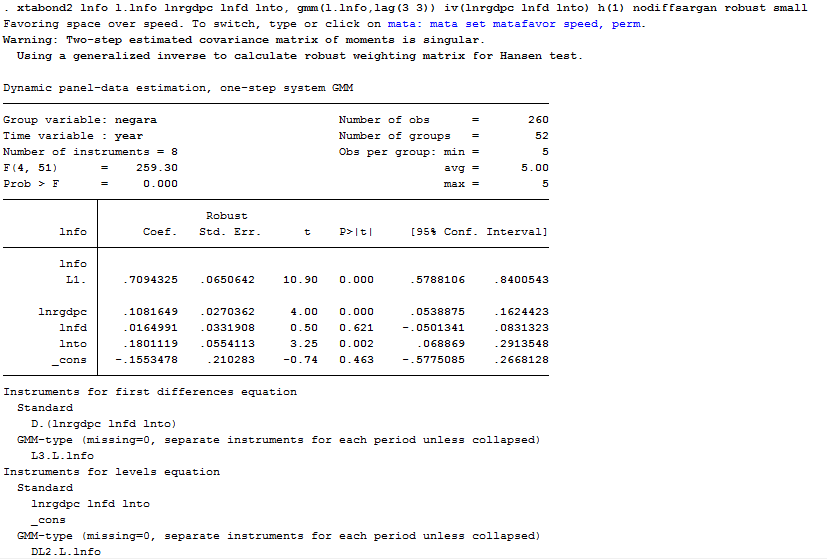 . xtabond2 lnfo l.lnfo lnrgdpc lnfd lnto, gmm(l.lnfo,lag(3 3)) iv(lnrgdpc lnfd lnto) h(1) nodiffsargan robust small
Favoring space over speed. To switch, type or click on mata: mata set matafavor speed, perm.
Warning: Two-step estimated covariance matrix of moments is singular.
  Using a generalized inverse to calculate robust weighting matrix for Hansen test.
Dynamic panel-data estimation, one-step system GMM
Group variable: negara Number of obs = 260
Time variable : year Number of groups = 52
Number of instruments = 8 Obs per group: min = 5
F(4, 51) = 259.30 avg = 5.00
Prob > F = 0.000 max = 5
Robust
lnfo Coef. Std. Err. t P>|t| [95% Conf. Interval]
lnfo
L1. .7094325 .0650642 10.90 0.000 .5788106 .8400543
lnrgdpc .1081649 .0270362 4.00 0.000 .0538875 .1624423
lnfd .0164991 .0331908 0.50 0.621 -.0501341 .0831323
lnto .1801119 .0554113 3.25 0.002 .068869 .2913548
_cons -.1553478 .210283 -0.74 0.463 -.5775085 .2668128
Instruments for first differences equation
  Standard
    D.(lnrgdpc lnfd lnto)
  GMM-type (missing=0, separate instruments for each period unless collapsed)
    L3.L.lnfo
Instruments for levels equation
  Standard
    lnrgdpc lnfd lnto
    _cons
  GMM-type (missing=0, separate instruments for each period unless collapsed)
    DL2.L.lnfo